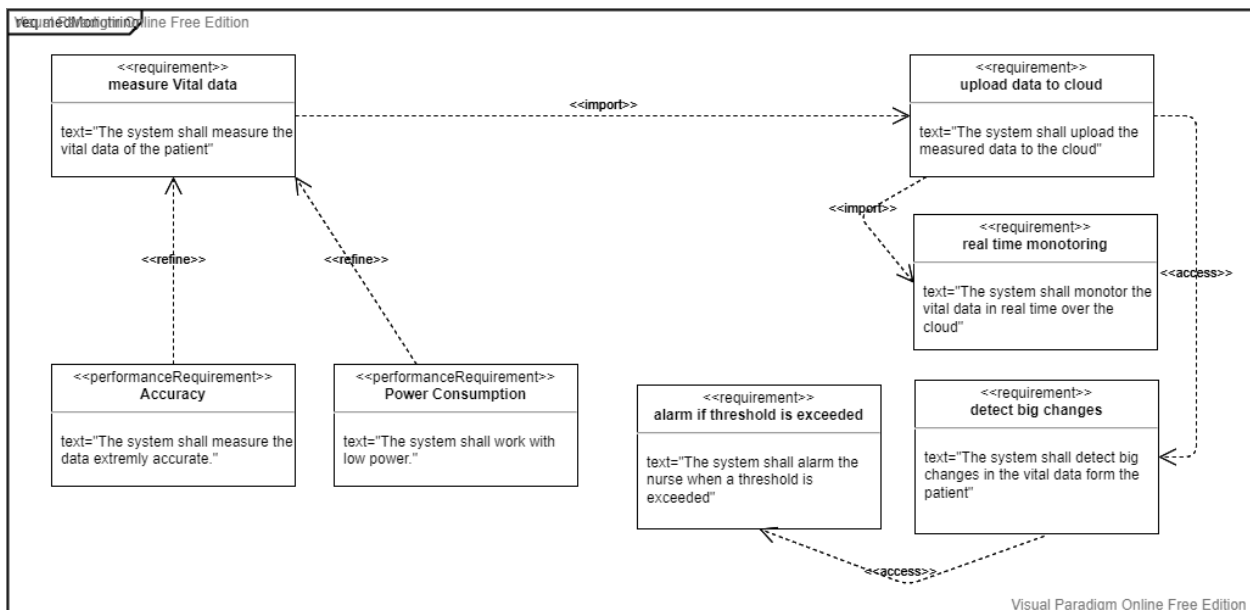 Visual Paradigm Online Free Edition
<<requirement>>
measure Vital data
text="The system shall measure the
vital data of the patient"
<<import>>
<<requirement>>
upload data to cloud
text="The system shall upload the
measured data to the cloud"
<<import>>
<<requirement>>
real time monotoring
text="The system shall monotor the
vital data in real time over the
cloud"
<<access>>
<<refine>>
<<refine>>
<<performanceRequirement>>
Accuracy
text="The system shall measure the
data extremly accurate."
<<performanceRequirement>>
Power Consumption
text="The system shall work with
low power."
<<requirement>>
alarm if threshold is exceeded
text="The system shall alarm the
nurse when a threshold is
exceeded"
<<requirement>>
detect big changes
text="The system shall detect big
changes in the vital data form the
patient"
<<access>>
Visual Paradigm Online Free Edition